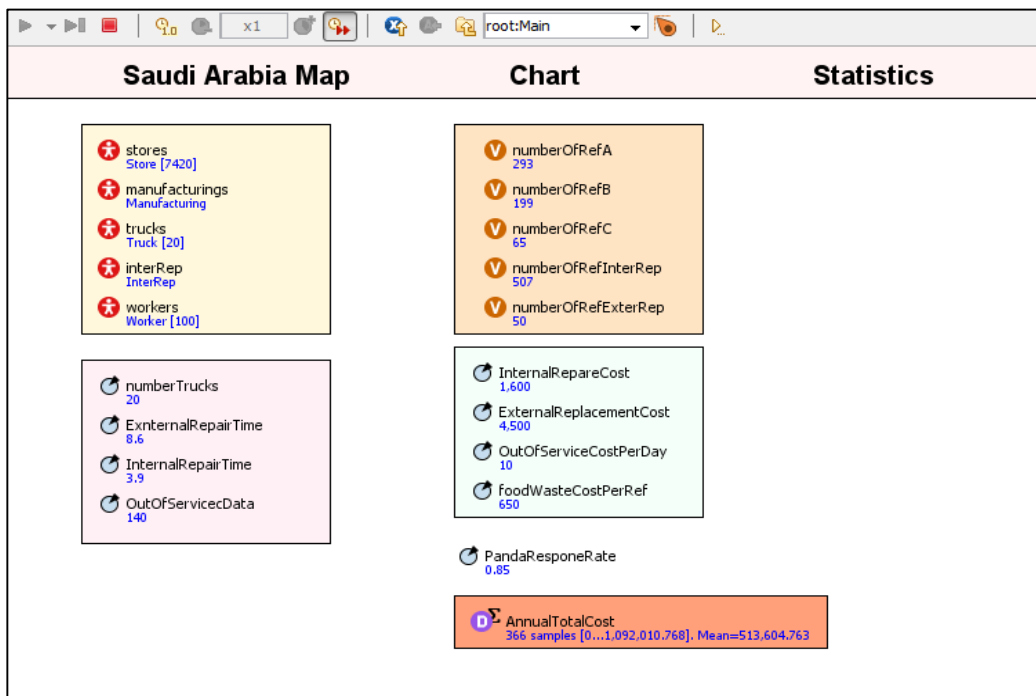 x1 root:Main
Saudi Arabia Map Chart Statistics
stores
Store [7420]
manufacturings
Manufacturing
trucks
Truck [20]
interRep
InterRep
workers
Worker [100]
numberTrucks
20
ExnternalRepairTime
8.6
InternalRepairTime
3.9
OutOfServicecData
140
V numberOfRefA
293
V numberOfRefB
199
V numberOfRefC
65
V numberOfRefInterRep
507
V numberOfRefExterRep
50
InternalRepareCost
1,600
ExternalReplacementCost
4,500
OutOfServiceCostPerDay
10
foodWasteCostPerRef
650
PandaResponeRate
0.85
D Σ AnnualTotalCost
366 samples [0...1,092,010.768]. Mean=513,604.763